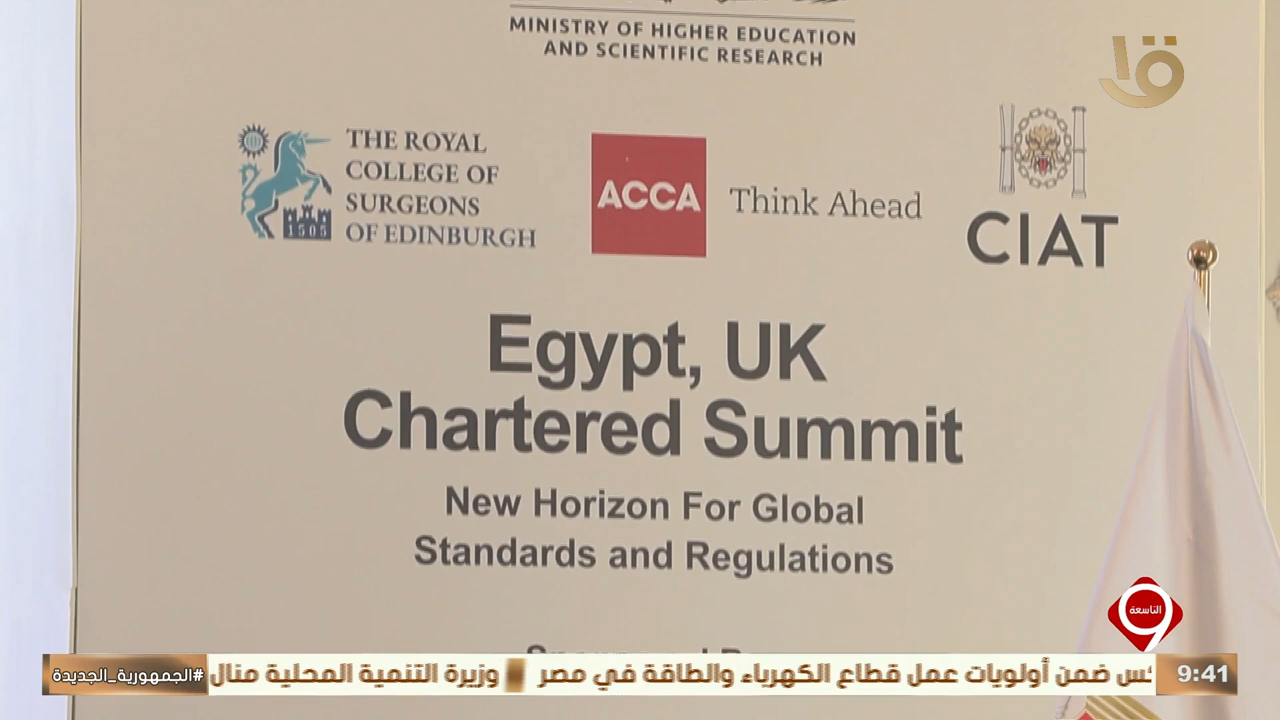 MINISTRY OF HIGHER EDUCATION
AND SCIENTIFIC RESEARCH
THE ROYAL
COLLEGE OF
SURGEONS
OF EDINBURGH
1505
ACCA
Think Ahead
CIAT
Egypt, UK
Chartered Summit
New Horizon For Global
Standards and Regulations
التاسعة
9
9:41
ضمن أولويات عمل قطاع الكهرباء والطاقة في مصر
وزيرة التنمية المحلية منال
#الجمهورية_الجديدة